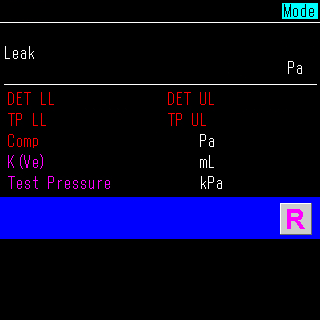 Mode
Leak
Pa
DET LL DET UL
TP LL TP UL
Comp Pa
K(Ve) mL
Test Pressure kPa
R